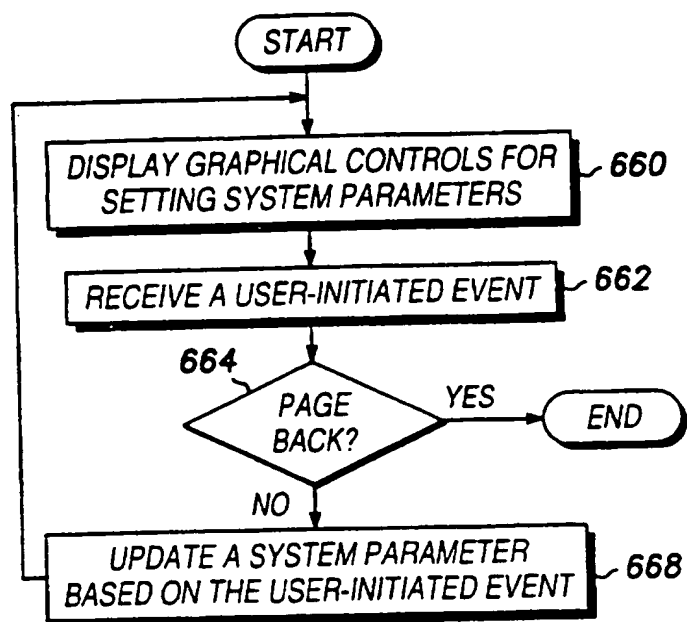 START
DISPLAY GRAPHICAL CONTROLS FOR
SETTING SYSTEM PARAMETERS
660
RECEIVE A USER-INITIATED EVENT
662
664
PAGE
BACK?
YES
END
NO
UPDATE A SYSTEM PARAMETER
BASED ON THE USER-INITIATED EVENT
668